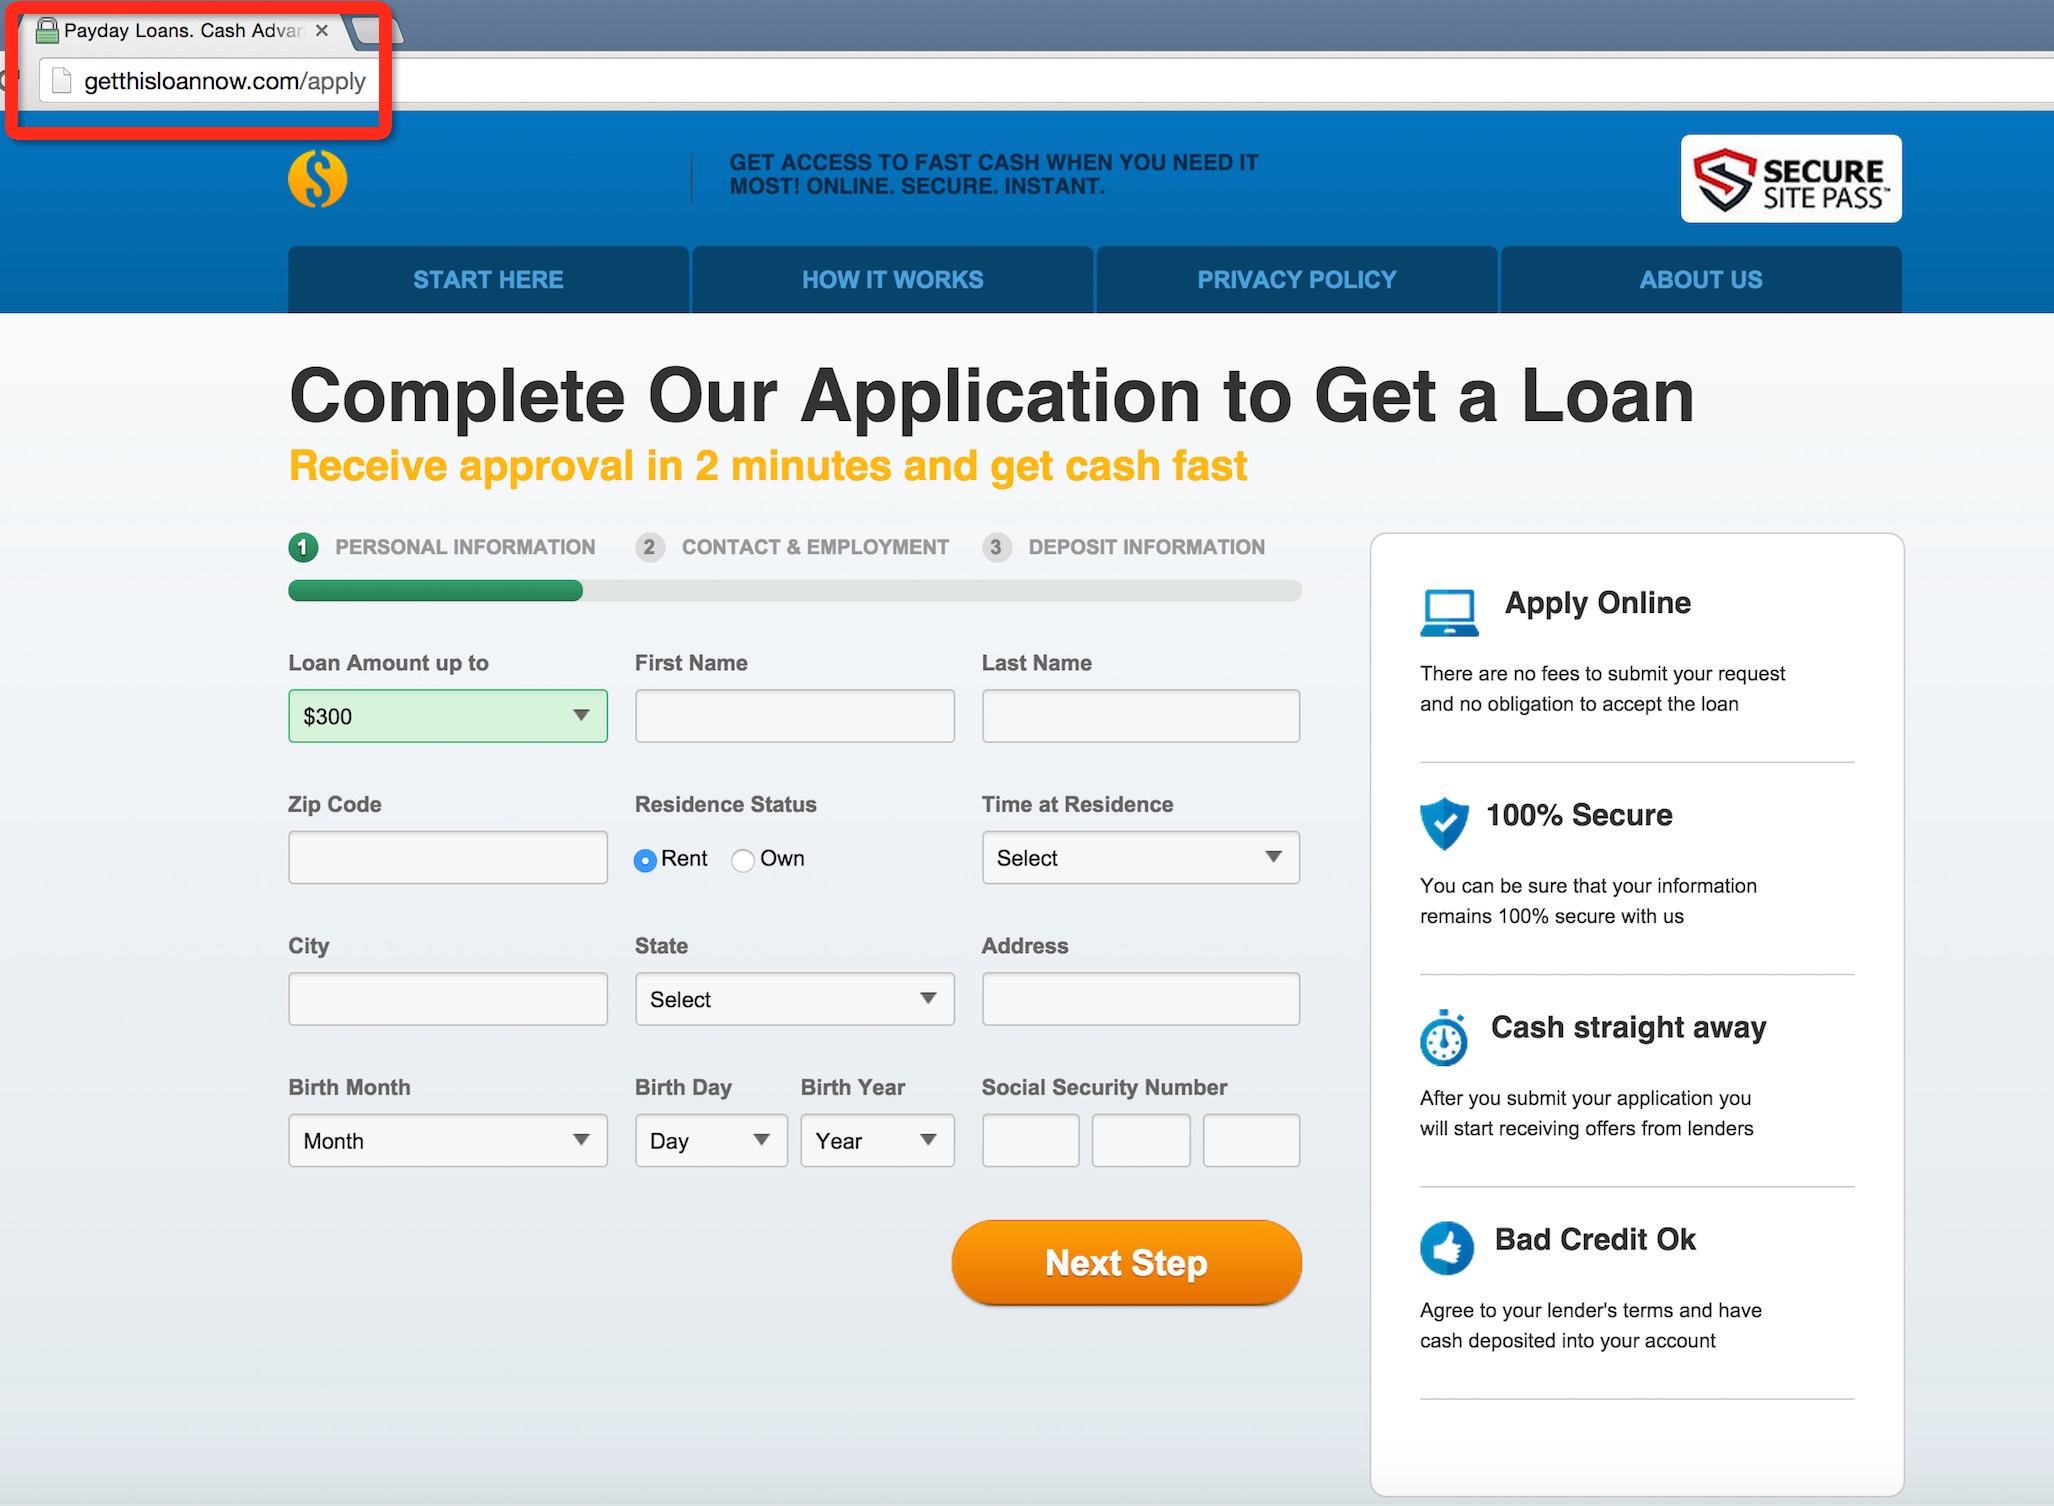 Payday Loans. Cash Advan
getthisloannow.com/apply
$
GET ACCESS TO FAST CASH WHEN YOU NEED IT
MOST! ONLINE. SECURE. INSTANT.
SECURE
SITE PASS™
START HERE
HOW IT WORKS
PRIVACY POLICY
ABOUT US
Complete Our Application to Get a Loan
Receive approval in 2 minutes and get cash fast
1 PERSONAL INFORMATION
2 CONTACT & EMPLOYMENT
3 DEPOSIT INFORMATION
Loan Amount up to
$300
First Name
Last Name
Zip Code
Residence Status
Rent
Own
Time at Residence
Select
City
State
Select
Address
Birth Month
Month
Birth Day
Day
Birth Year
Year
Social Security Number
Next Step
Apply Online
There are no fees to submit your request
and no obligation to accept the loan
100% Secure
You can be sure that your information
remains 100% secure with us
Cash straight away
After you submit your application you
will start receiving offers from lenders
Bad Credit Ok
Agree to your lender's terms and have
cash deposited into your account